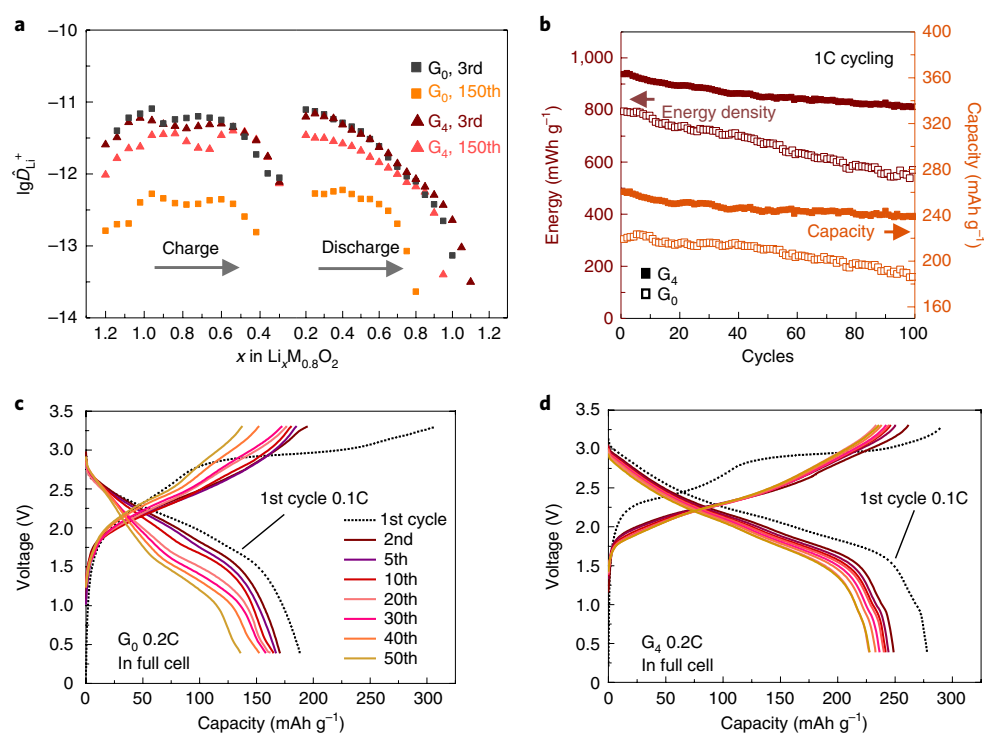 a
−10
−11
−12
−13
−14
lgD̂Li+
G0, 3rd
G0, 150th
G4, 3rd
G4, 150th
Charge
Discharge
1.2 1.0 0.8 0.6 0.4 0.2 0.4 0.6 0.8 1.0 1.2
x in LixM0.8O2
b
1,000
800
600
400
200
0
Energy (mWh g−1)
1C cycling
Energy density
Capacity
G4
G0
400
360
320
280
240
200
160
Capacity (mAh g−1)
0 20 40 60 80 100
Cycles
c
3.5
3.0
2.5
2.0
1.5
1.0
0.5
0
Voltage (V)
1st cycle 0.1C
1st cycle
2nd
5th
10th
20th
30th
40th
50th
G0 0.2C
In full cell
0 50 100 150 200 250 300
Capacity (mAh g−1)
d
3.5
3.0
2.5
2.0
1.5
1.0
0.5
0
Voltage (V)
1st cycle 0.1C
G4 0.2C
In full cell
0 50 100 150 200 250 300
Capacity (mAh g−1)